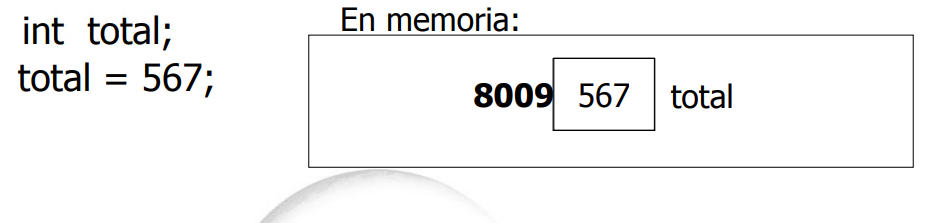 int total;
total = 567;
En memoria:
8009 567 total